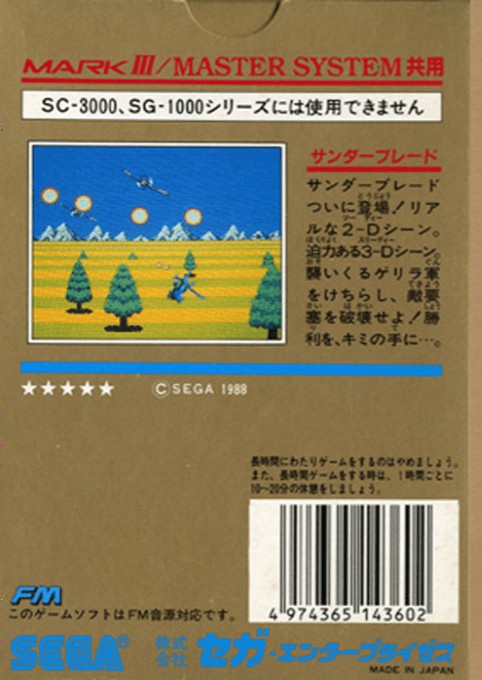 MARK III/MASTER SYSTEM共用
SC-3000、SG-1000シリーズには使用できません
サンダーブレード
サンダーブレード
ついに登場!リア
ルな2-Dシーン。
迫力ある3-Dシーン。
襲いくるゲリラ軍
をけちらし、敵要
塞を破壊せよ!勝
利を、キミの手に…。
★★★★★ ©SEGA 1988
長時間にわたりゲームをするのはやめましょう。
また、長時間ゲームをする時は、1時間ごとに
10〜20分の休憩をしましょう。
4 974365 143602
FM
このゲームソフトはFM音源対応です。
SEGA® 株式会社 セガ・エンタープライゼス
MADE IN JAPAN